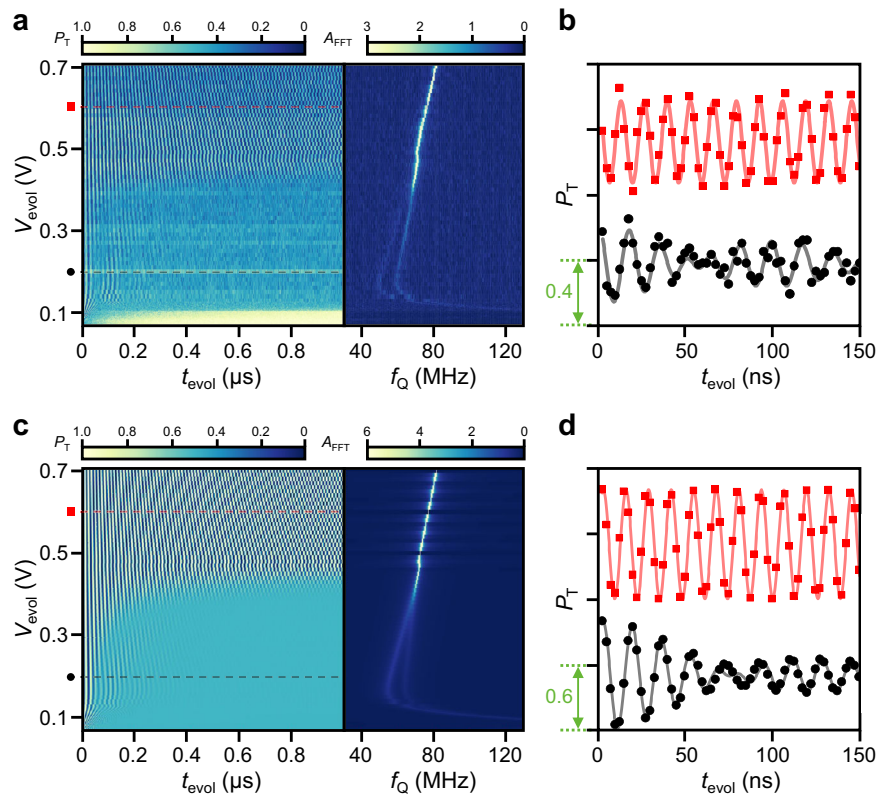 a
P_T 1.0 0.8 0.6 0.4 0.2 0
A_FFT 3 2 1 0
b
0.7
0.5
0.3
0.1
V_evol (V)
0 0.2 0.4 0.6 0.8
t_evol (μs)
40 80 120
f_Q (MHz)
P_T
0.4
0 50 100 150
t_evol (ns)
c
P_T 1.0 0.8 0.6 0.4 0.2 0
A_FFT 6 4 2 0
d
0.7
0.5
0.3
0.1
V_evol (V)
0 0.2 0.4 0.6 0.8
t_evol (μs)
40 80 120
f_Q (MHz)
P_T
0.6
0 50 100 150
t_evol (ns)